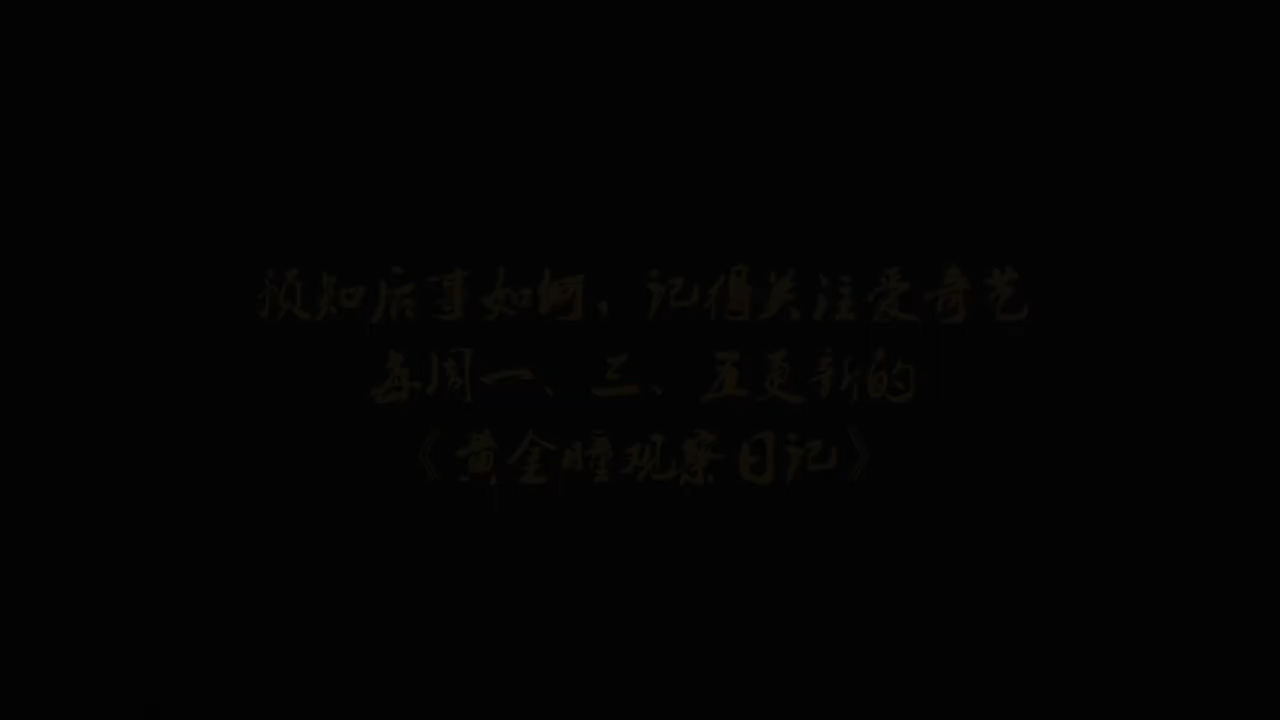 预知后事如何，记得关注爱奇艺
每周一、三、五更新的
《黄金瞳观察日记》